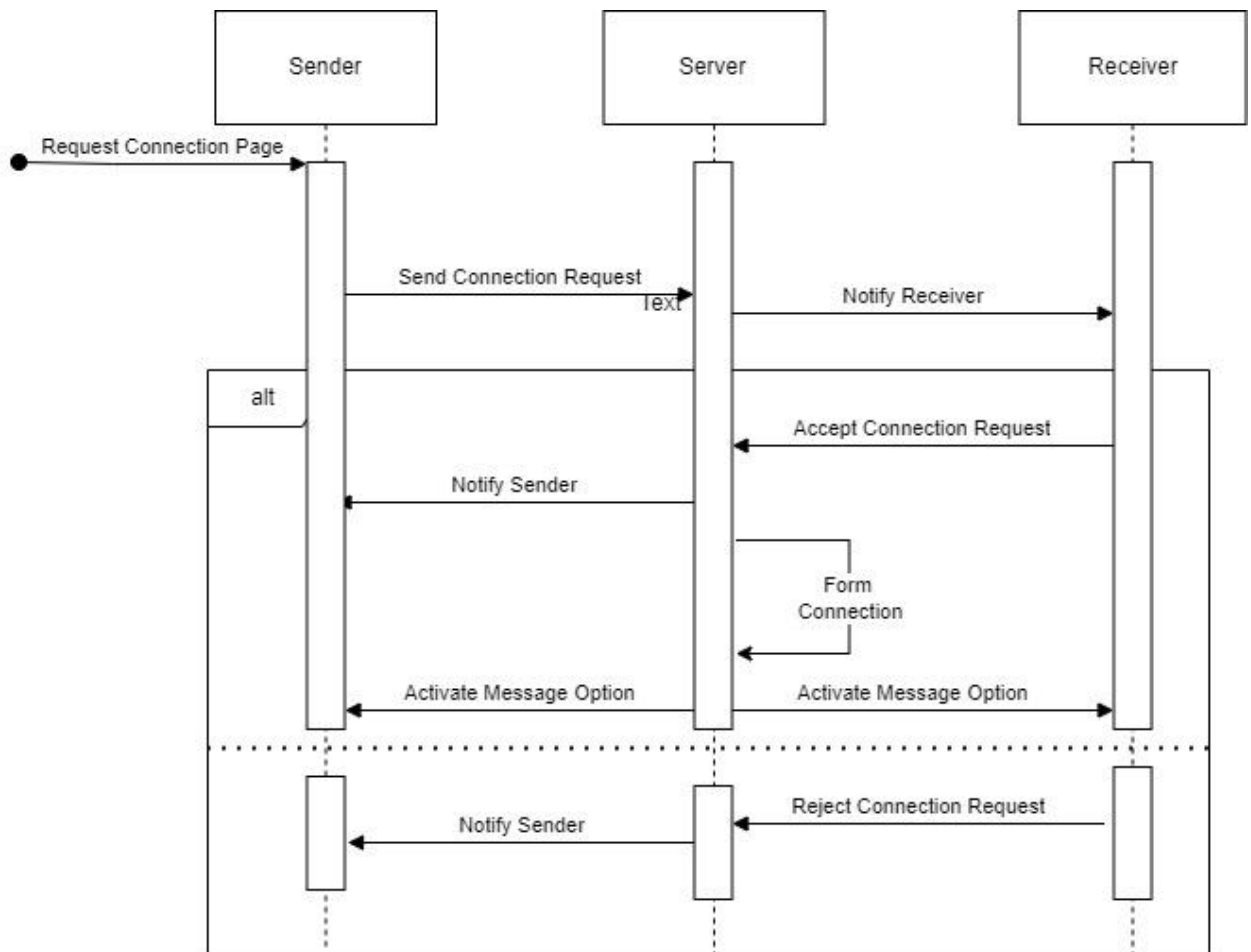 Sender
Server
Receiver
Request Connection Page
Send Connection Request
Text
Notify Receiver
alt
Accept Connection Request
Notify Sender
Form
Connection
Activate Message Option
Activate Message Option
Reject Connection Request
Notify Sender